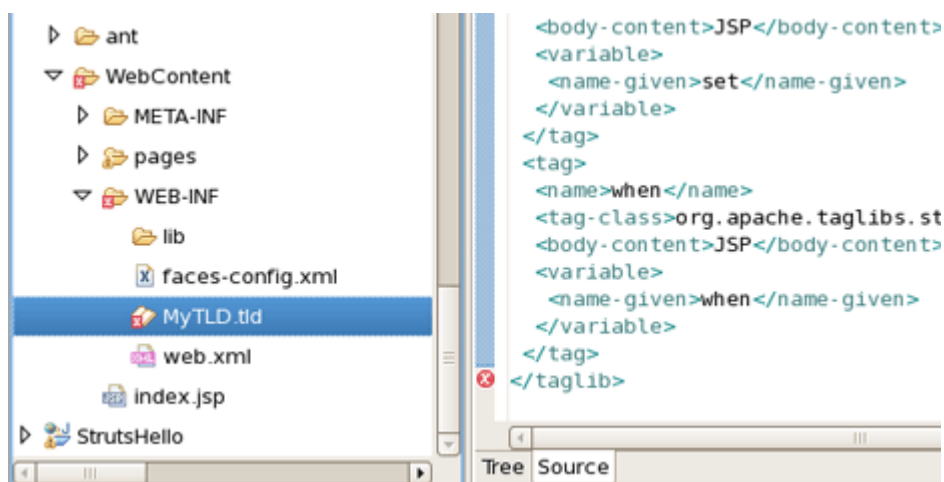 ant
WebContent
META-INF
pages
WEB-INF
lib
faces-config.xml
MyTLD.tld
web.xml
index.jsp
StrutsHello
<body-content>JSP</body-content>
<variable>
<name-given>set</name-given>
</variable>
</tag>
<tag>
<name>when</name>
<tag-class>org.apache.taglibs.st
<body-content>JSP</body-content>
<variable>
<name-given>when</name-given>
</variable>
</tag>
</taglib>
Tree Source